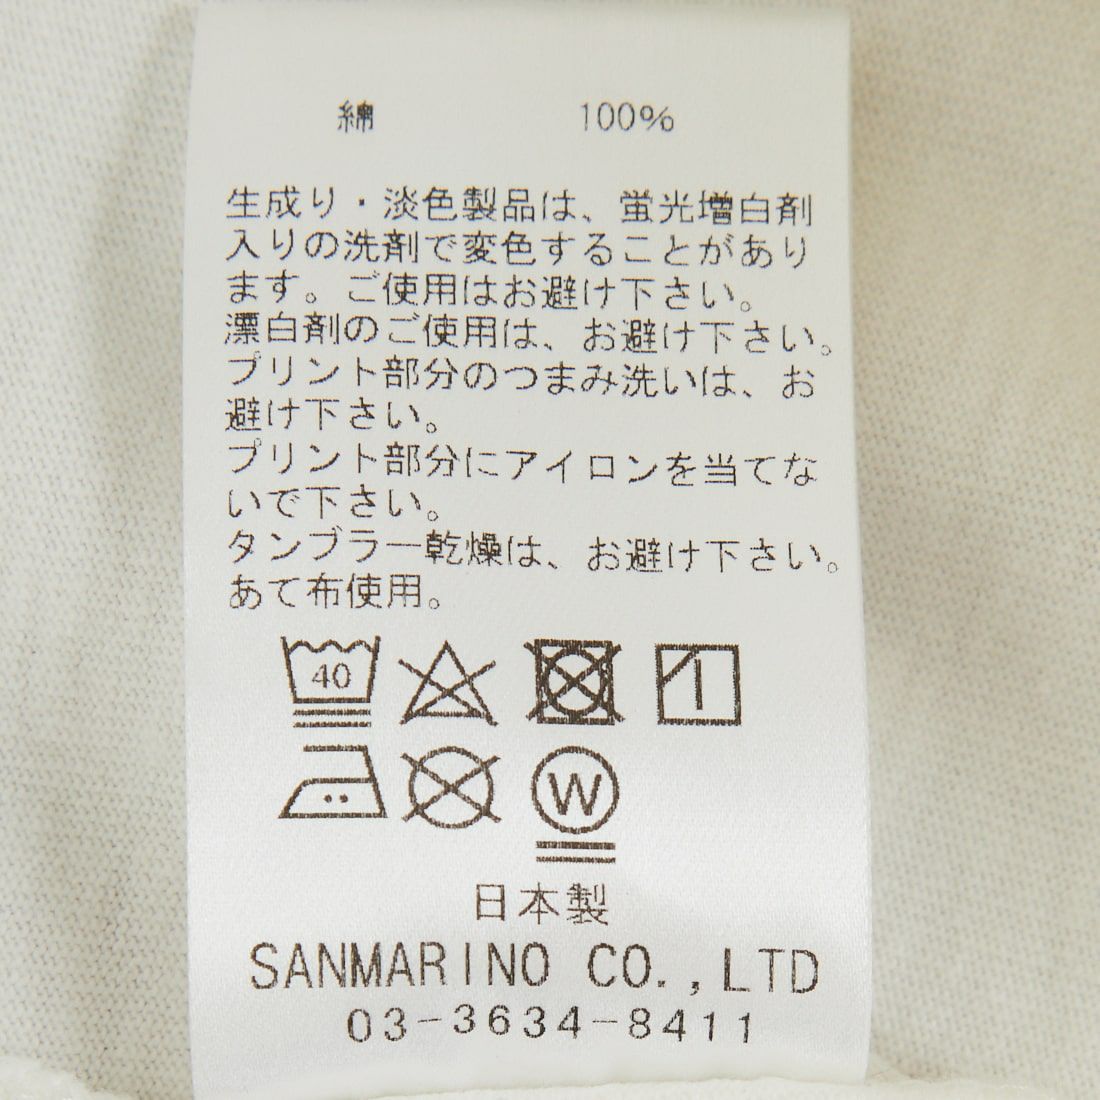 綿 100%
生成り・淡色製品は、蛍光増白剤
入りの洗剤で変色することがあり
ます。ご使用はお避け下さい。
漂白剤のご使用は、お避け下さい。
プリント部分のつまみ洗いは、お
避け下さい。
プリント部分にアイロンを当てな
いで下さい。
タンブラー乾燥は、お避け下さい。
あて布使用。
40
W
日本製
SANMARINO CO.,LTD
03-3634-8411